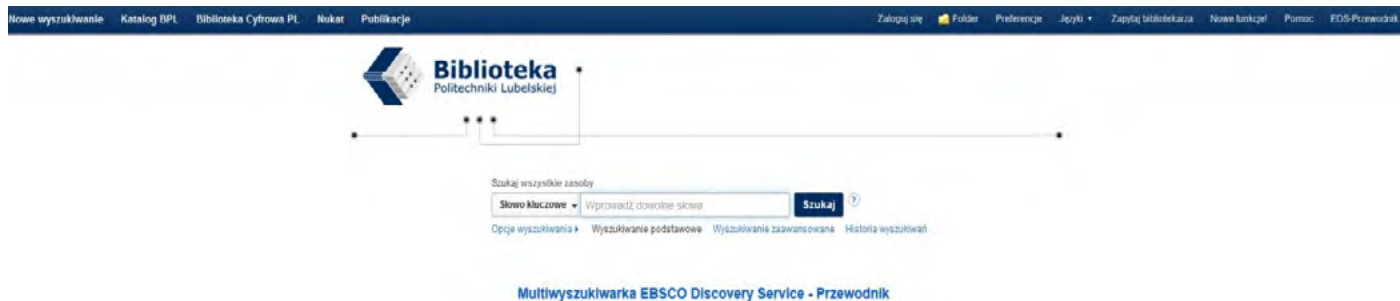 Nowe wyszukiwanie Katalog BPL Biblioteka Cyfrowa PL Nukat Publikacje Zaloguj się Folder Preferencje Języki Zapytaj bibliotekarza Nowe funkcje! Pomoc EDS-Przewodnik
Biblioteka
Politechniki Lubelskiej
Szukaj wszystkie zasoby
Słowo kluczowe Wprowadź dowolne słowa Szukaj ?
Opcje wyszukiwania Wyszukiwanie podstawowe Wyszukiwanie zaawansowane Historia wyszukiwań
Multiwyszukiwarka EBSCO Discovery Service - Przewodnik